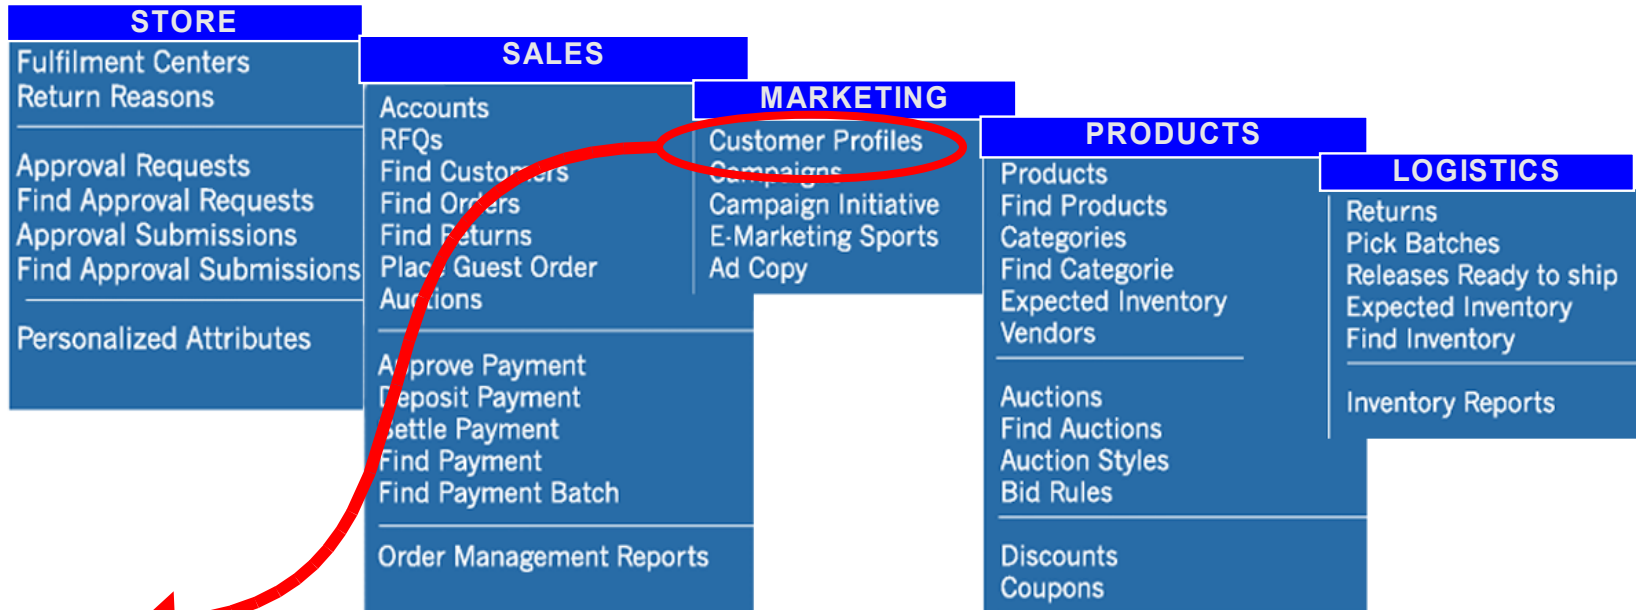 STORE
Fulfilment Centers
Return Reasons
Approval Requests
Find Approval Requests
Approval Submissions
Find Approval Submissions
Personalized Attributes
SALES
Accounts
RFQs
Find Customers
Find Orders
Find Returns
Place Guest Order
Auctions
Approve Payment
Deposit Payment
Settle Payment
Find Payment
Find Payment Batch
Order Management Reports
MARKETING
Customer Profiles
Campaigns
Campaign Initiative
E-Marketing Sports
Ad Copy
PRODUCTS
Products
Find Products
Categories
Find Categorie
Expected Inventory
Vendors
Auctions
Find Auctions
Auction Styles
Bid Rules
Discounts
Coupons
LOGISTICS
Returns
Pick Batches
Releases Ready to ship
Expected Inventory
Find Inventory
Inventory Reports